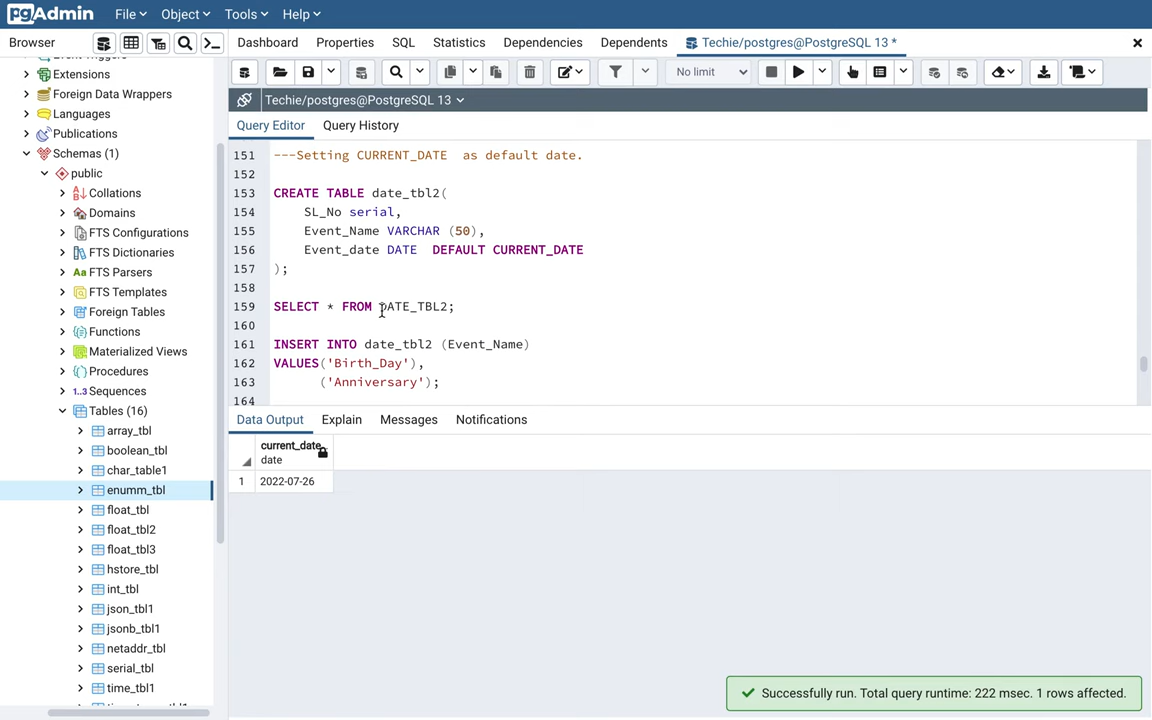 pgAdmin File Object Tools Help
Browser Dashboard Properties SQL Statistics Dependencies Dependents Techie/postgres@PostgreSQL 13 *
Event Triggers
Extensions
No limit
Foreign Data Wrappers
Techie/postgres@PostgreSQL 13
Languages
Publications
Query Editor Query History
Schemas (1)
public
Collations
Domains
FTS Configurations
FTS Dictionaries
FTS Parsers
FTS Templates
Foreign Tables
Functions
Materialized Views
Procedures
1..3 Sequences
Tables (16)
array_tbl
boolean_tbl
char_table1
enumm_tbl
float_tbl
float_tbl2
float_tbl3
hstore_tbl
int_tbl
json_tbl1
jsonb_tbl1
netaddr_tbl
serial_tbl
time_tbl1
151 ---Setting CURRENT_DATE  as default date.
152
153 CREATE TABLE date_tbl2(
154     SL_No serial,
155     Event_Name VARCHAR (50),
156     Event_date DATE  DEFAULT CURRENT_DATE
157 );
158
159 SELECT * FROM DATE_TBL2;
160
161 INSERT INTO date_tbl2 (Event_Name)
162 VALUES('Birth_Day'),
163       ('Anniversary');
164
Data Output Explain Messages Notifications
current_date
date
1 2022-07-26
Successfully run. Total query runtime: 222 msec. 1 rows affected.